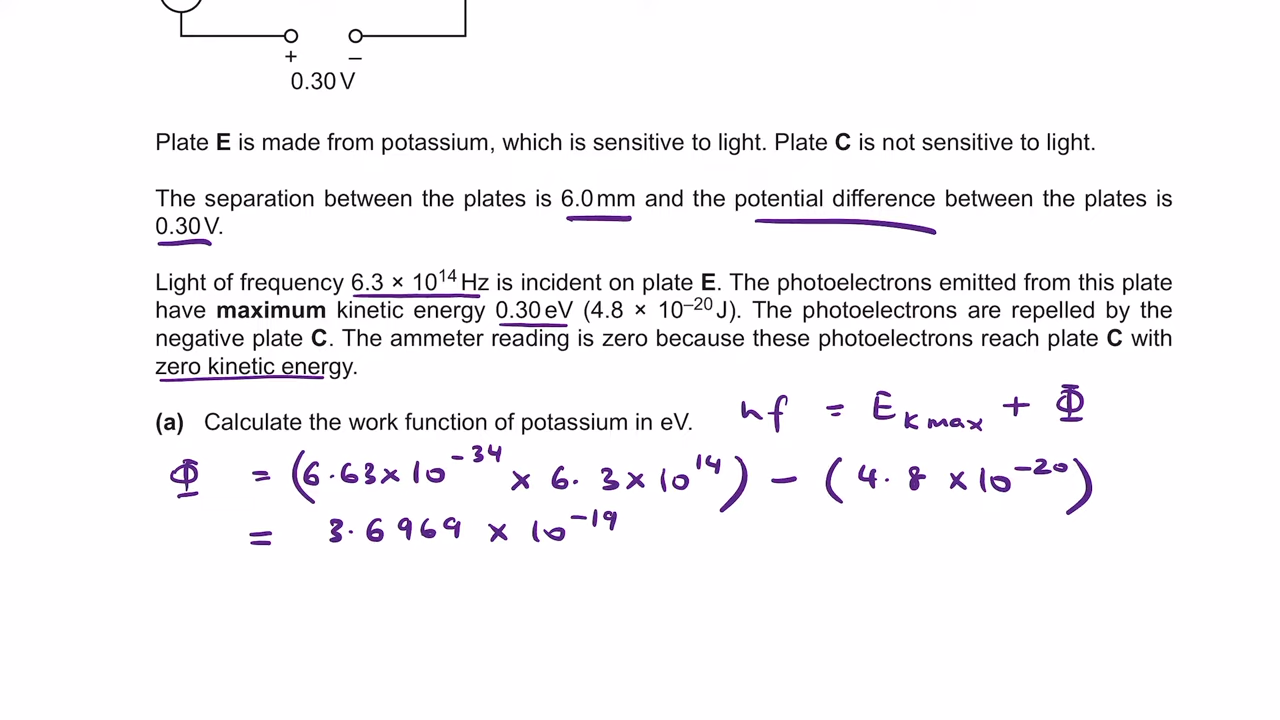 + –
0.30 V
Plate E is made from potassium, which is sensitive to light. Plate C is not sensitive to light.
The separation between the plates is 6.0 mm and the potential difference between the plates is
0.30 V.
Light of frequency 6.3 × 10¹⁴ Hz is incident on plate E. The photoelectrons emitted from this plate
have maximum kinetic energy 0.30 eV (4.8 × 10⁻²⁰ J). The photoelectrons are repelled by the
negative plate C. The ammeter reading is zero because these photoelectrons reach plate C with
zero kinetic energy.
(a) Calculate the work function of potassium in eV. hf = E_K max + Φ
Φ = (6.63 × 10⁻³⁴ × 6.3 × 10¹⁴) − (4.8 × 10⁻²⁰)
= 3.6969 × 10⁻¹⁹